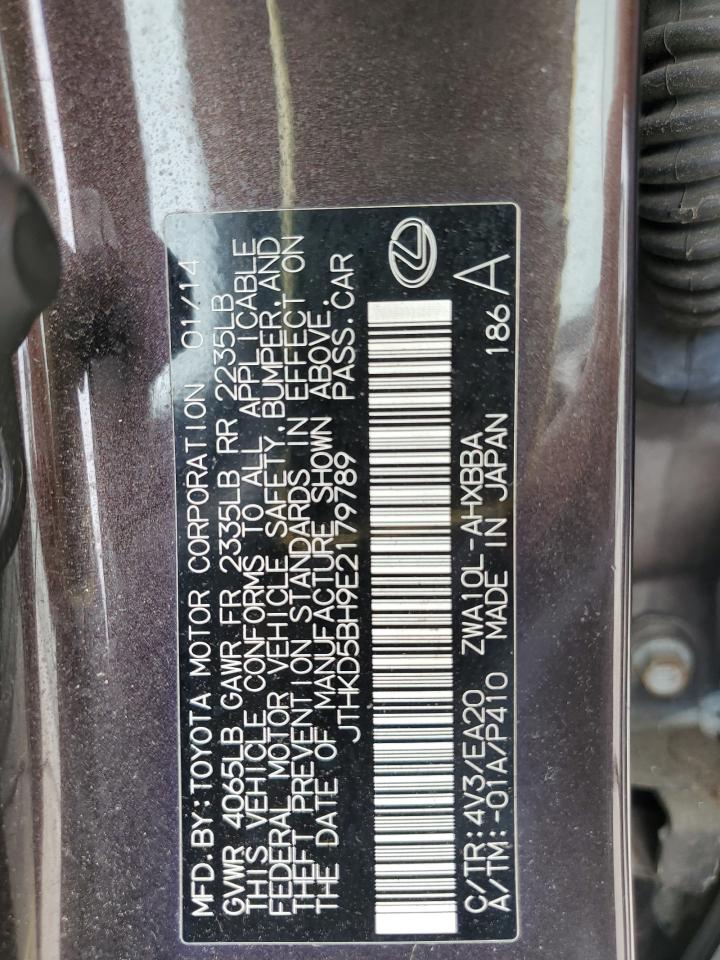 MFD.BY:TOYOTA MOTOR CORPORATION 01/14
GVWR 4065LB GAWR FR 2335LB RR 2235LB
THIS VEHICLE CONFORMS TO ALL APPLICABLE
FEDERAL MOTOR VEHICLE SAFETY,BUMPER,AND
THEFT PREVENTION STANDARDS IN EFFECT ON
THE DATE OF MANUFACTURE SHOWN ABOVE.
JTHKD5BH9E2179789 PASS.CAR
C/TR:4V3/EA20 ZWA10L-AHXBBA 186
A/TM:-01A/P410 MADE IN JAPAN A